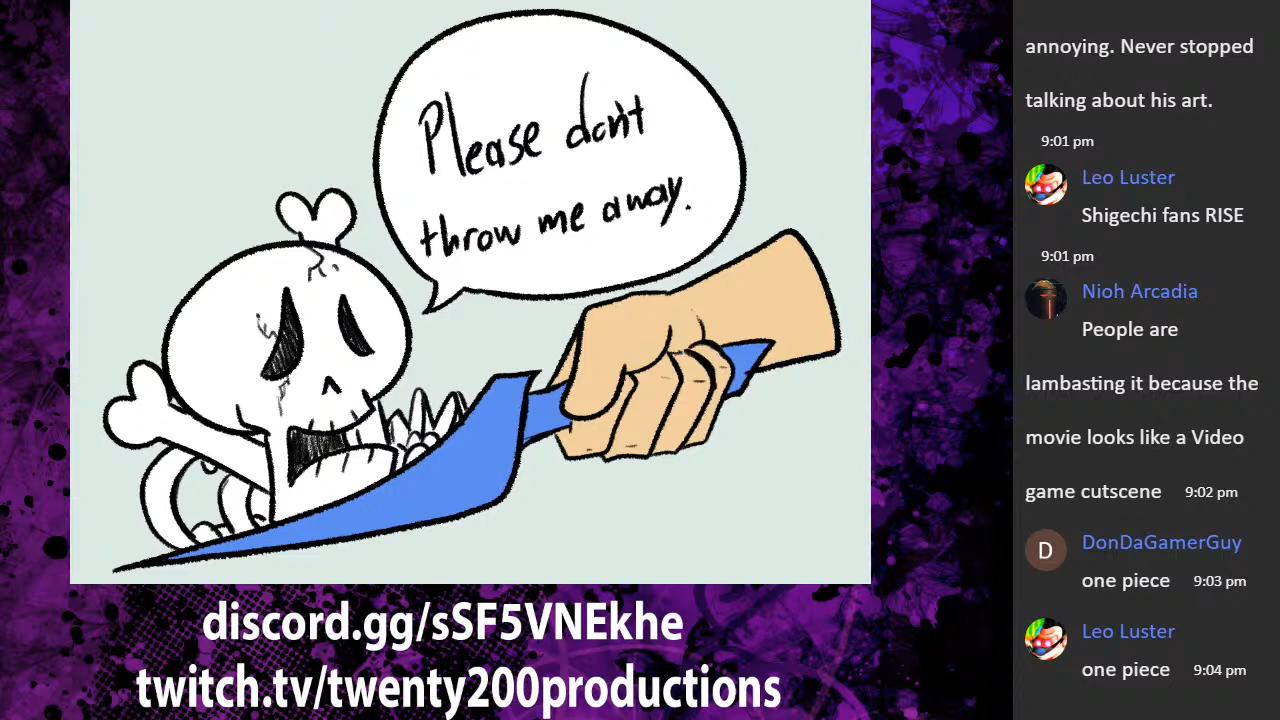 Please don't
throw me away.
discord.gg/sSF5VNEkhe
twitch.tv/twenty200productions
annoying. Never stopped
talking about his art.
9:01 pm
Leo Luster
Shigechi fans RISE
9:01 pm
Nioh Arcadia
People are
lambasting it because the
movie looks like a Video
game cutscene 9:02 pm
D
DonDaGamerGuy
one piece 9:03 pm
Leo Luster
one piece 9:04 pm